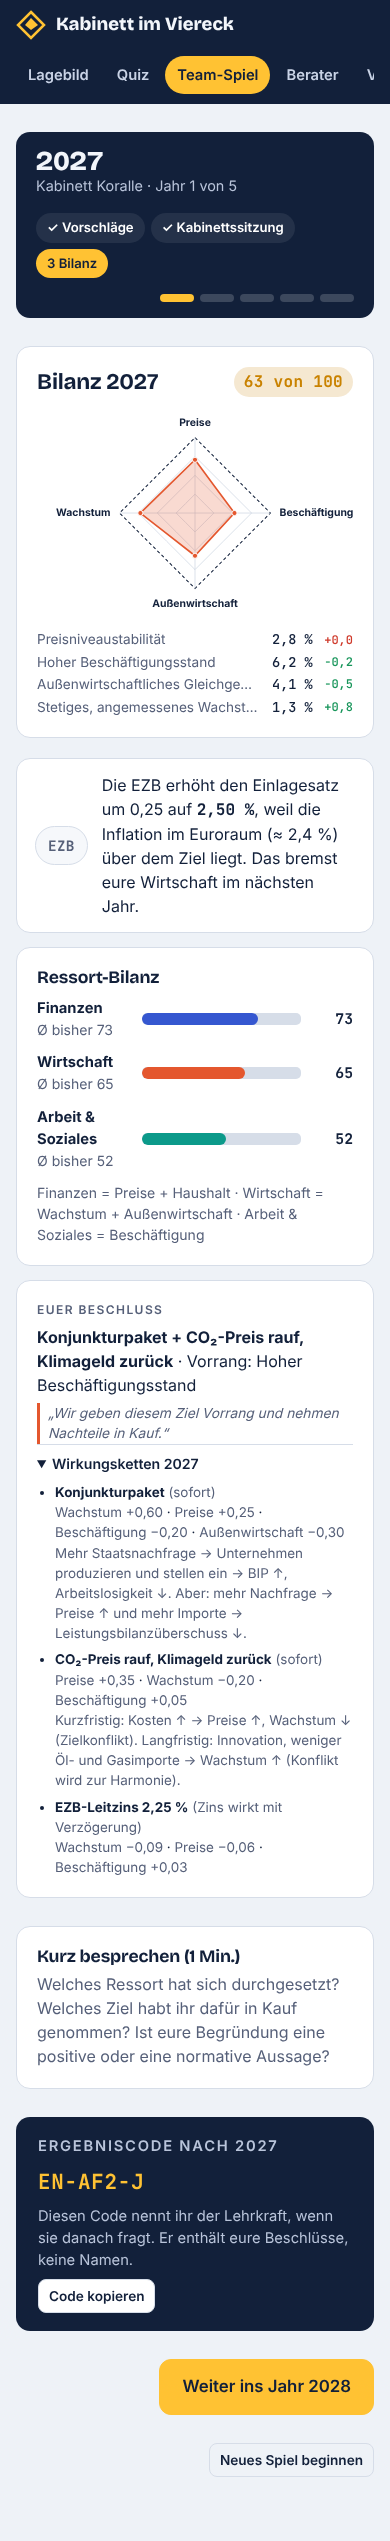 Kabinett im Viereck
Lagebild Quiz Team-Spiel Berater V
2027
Kabinett Koralle · Jahr 1 von 5
✓ Vorschläge ✓ Kabinettssitzung
3 Bilanz
Bilanz 2027 63 von 100
Preise
Wachstum Beschäftigung
Außenwirtschaft
Preisniveaustabilität 2,8 % +0,0
Hoher Beschäftigungsstand 6,2 % -0,2
Außenwirtschaftliches Gleichge... 4,1 % -0,5
Stetiges, angemessenes Wachst... 1,3 % +0,8
EZB
Die EZB erhöht den Einlagesatz
um 0,25 auf 2,50 %, weil die
Inflation im Euroraum (≈ 2,4 %)
über dem Ziel liegt. Das bremst
eure Wirtschaft im nächsten
Jahr.
Ressort-Bilanz
Finanzen
Ø bisher 73
73
Wirtschaft
Ø bisher 65
65
Arbeit &
Soziales
Ø bisher 52
52
Finanzen = Preise + Haushalt · Wirtschaft =
Wachstum + Außenwirtschaft · Arbeit &
Soziales = Beschäftigung
EUER BESCHLUSS
Konjunkturpaket + CO₂-Preis rauf,
Klimageld zurück · Vorrang: Hoher
Beschäftigungsstand
„Wir geben diesem Ziel Vorrang und nehmen
Nachteile in Kauf.“
▼ Wirkungsketten 2027
• Konjunkturpaket (sofort)
Wachstum +0,60 · Preise +0,25 ·
Beschäftigung −0,20 · Außenwirtschaft −0,30
Mehr Staatsnachfrage → Unternehmen
produzieren und stellen ein → BIP ↑,
Arbeitslosigkeit ↓. Aber: mehr Nachfrage →
Preise ↑ und mehr Importe →
Leistungsbilanzüberschuss ↓.
• CO₂-Preis rauf, Klimageld zurück (sofort)
Preise +0,35 · Wachstum −0,20 ·
Beschäftigung +0,05
Kurzfristig: Kosten ↑ → Preise ↑, Wachstum ↓
(Zielkonflikt). Langfristig: Innovation, weniger
Öl- und Gasimporte → Wachstum ↑ (Konflikt
wird zur Harmonie).
• EZB-Leitzins 2,25 % (Zins wirkt mit
Verzögerung)
Wachstum −0,09 · Preise −0,06 ·
Beschäftigung +0,03
Kurz besprechen (1 Min.)
Welches Ressort hat sich durchgesetzt?
Welches Ziel habt ihr dafür in Kauf
genommen? Ist eure Begründung eine
positive oder eine normative Aussage?
ERGEBNISCODE NACH 2027
EN-AF2-J
Diesen Code nennt ihr der Lehrkraft, wenn
sie danach fragt. Er enthält eure Beschlüsse,
keine Namen.
Code kopieren
Weiter ins Jahr 2028
Neues Spiel beginnen